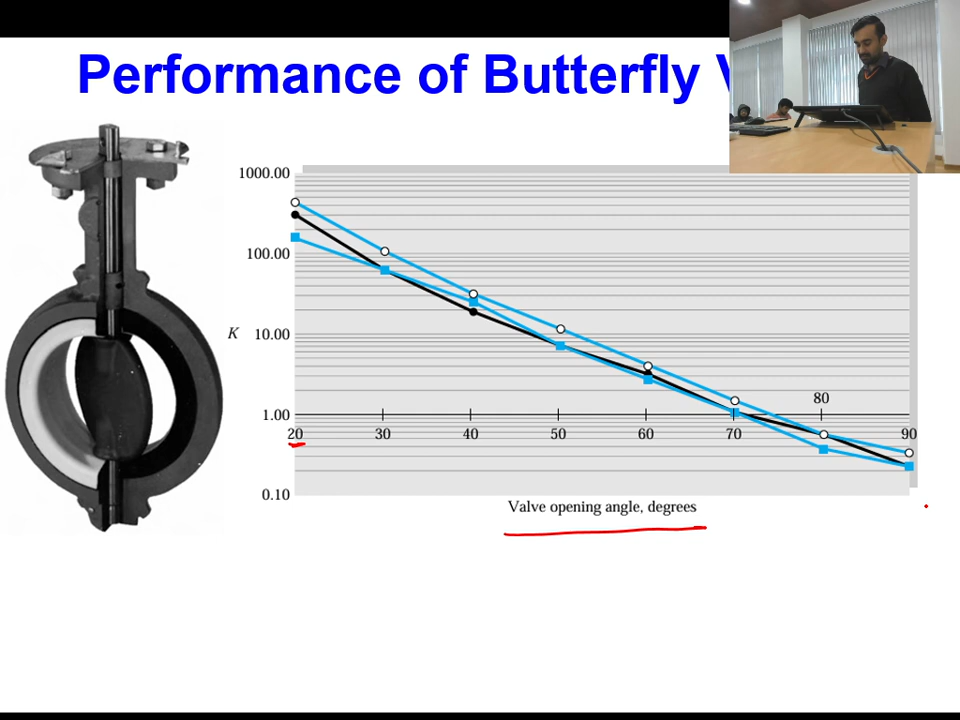 Performance of Butterfly
1000.00
100.00
K 10.00
80
1.00
20 30 40 50 60 70 90
0.10
Valve opening angle, degrees